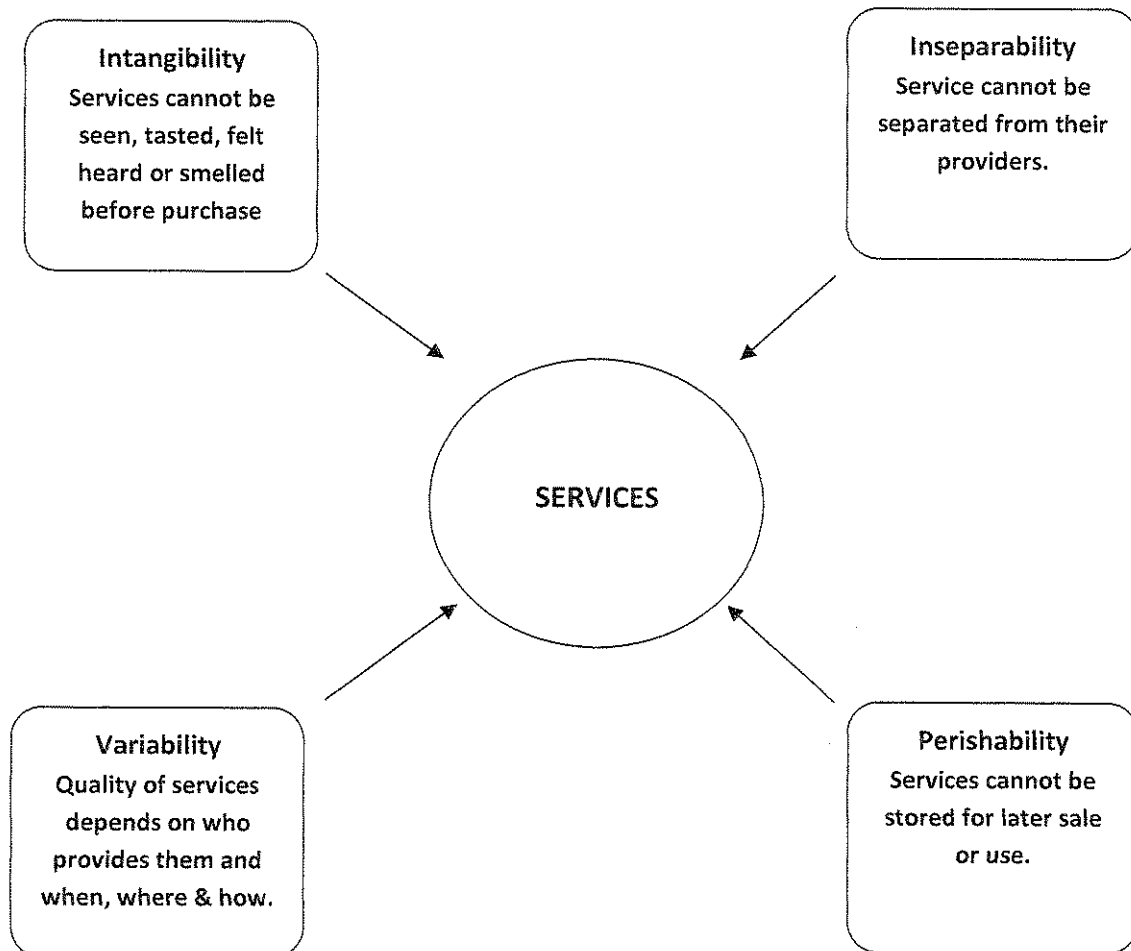 Intangibility
Services cannot be
seen, tasted, felt
heard or smelled
before purchase
Inseparability
Service cannot be
separated from their
providers.
SERVICES
Variability
Quality of services
depends on who
provides them and
when, where & how.
Perishability
Services cannot be
stored for later sale
or use.